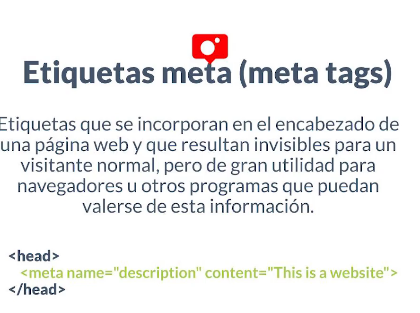 Etiquetas meta (meta tags)
Etiquetas que se incorporan en el encabezado de
una página web y que resultan invisibles para un
visitante normal, pero de gran utilidad para
navegadores u otros programas que puedan
valerse de esta información.
<head>
<meta name="description" content="This is a website">
</head>